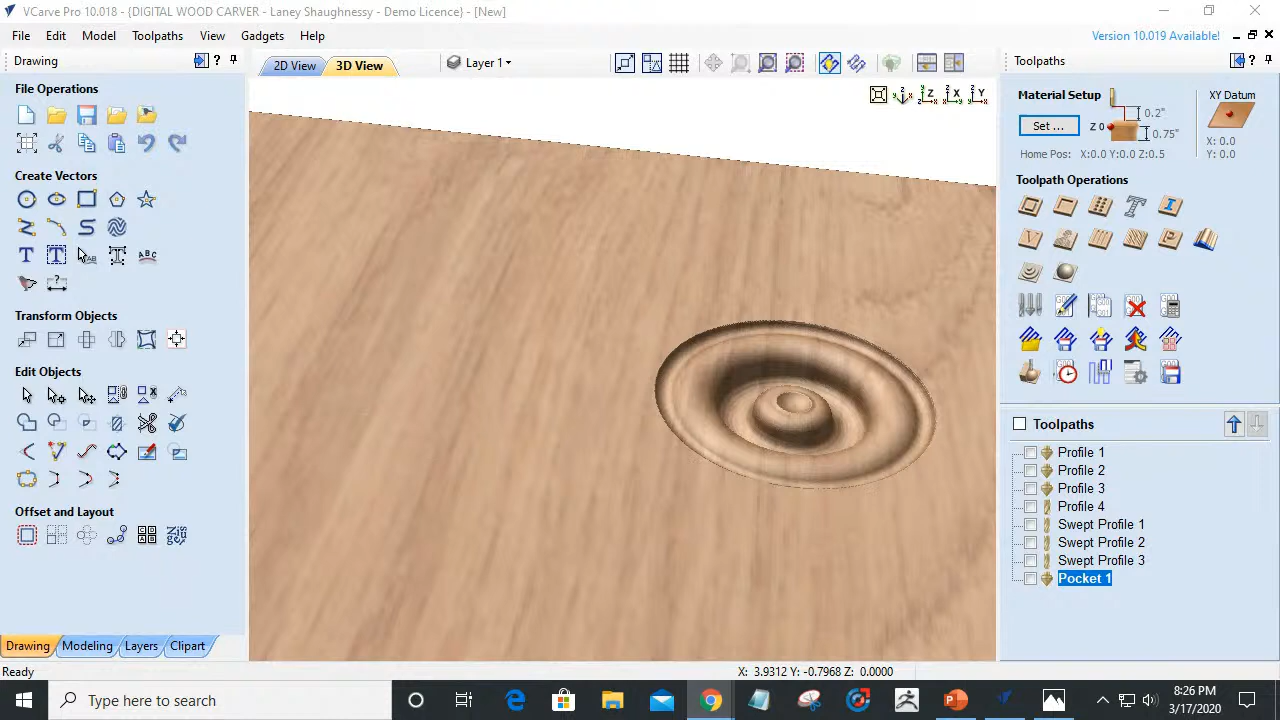 VCarve Pro 10.018 - {DIGITAL WOOD CARVER - Laney Shaughnessy - Demo Licence} - [New]
File Edit Model Toolpaths View Gadgets Help
Version 10.019 Available!
Drawing
2D View 3D View Layer 1
Toolpaths
File Operations
Create Vectors
Transform Objects
Edit Objects
Offset and Layout
Drawing Modeling Layers Clipart
Z X Y
Material Setup
Set ...
Z 0
0.2"
0.75"
XY Datum
X: 0.0
Y: 0.0
Home Pos: X:0.0 Y:0.0 Z:0.5
Toolpath Operations
Toolpaths
Profile 1
Profile 2
Profile 3
Profile 4
Swept Profile 1
Swept Profile 2
Swept Profile 3
Pocket 1
Ready
X: 3.9312 Y: -0.7968 Z: 0.0000
Type here to search
8:26 PM
3/17/2020